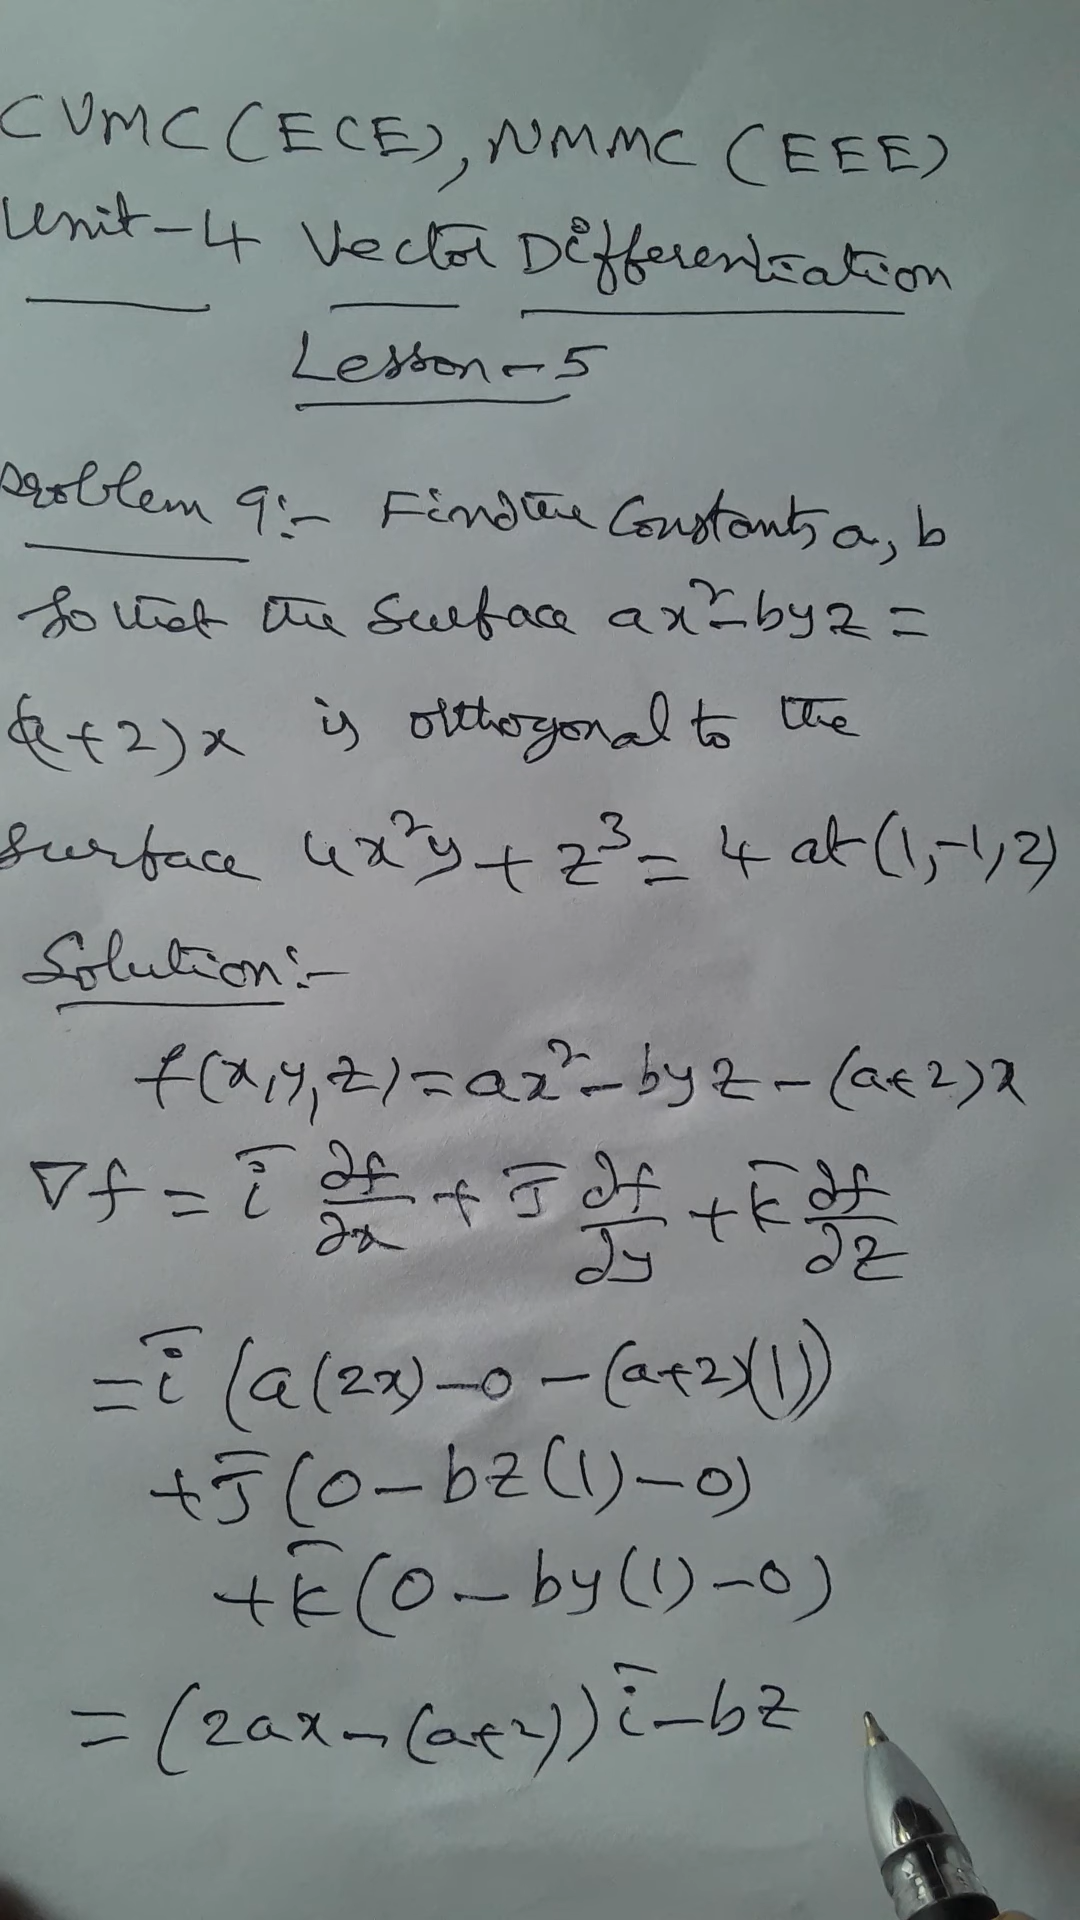 CVMC (ECE), NMMC (EEE)
Unit-4 Vector Differentiation
Lesson-5
Problem 9:- Find the Constants a, b
So that the Surface ax²-byz=
(a+2)x is orthogonal to the
surface 4x²y+z³=4 at (1,-1,2)
Solution:-
f(x,y,z)=ax²-byz-(a+2)x
∇f = i̅ ∂f/∂x + j̅ ∂f/∂y + k̅ ∂f/∂z
= i̅ (a(2x)-0-(a+2)(1))
+ j̅ (0-bz(1)-0)
+ k̅ (0-by(1)-0)
= (2ax-(a+2)) i̅ -bz